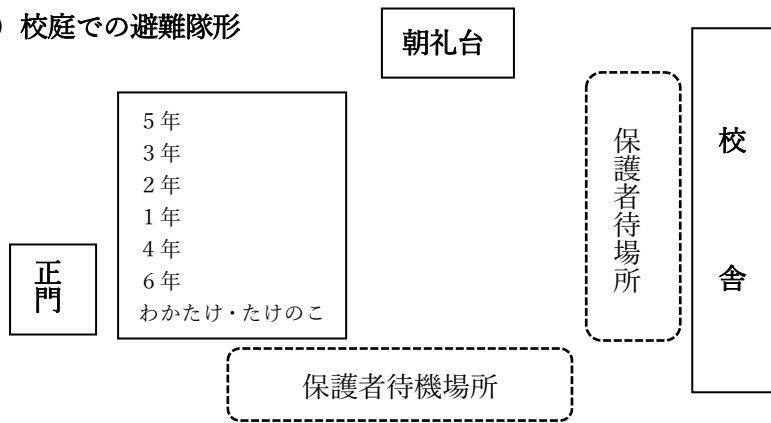 ）校庭での避難隊形
朝礼台
５年
３年
２年
１年
４年
６年
わかたけ・たけのこ
正門
保護者待場所
校舎
保護者待機場所